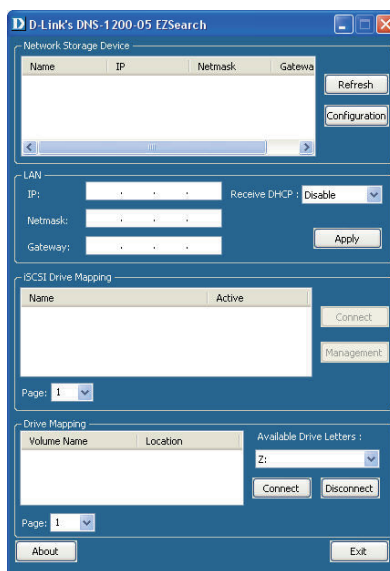 D D-Link's DNS-1200-05 EZSearch
Network Storage Device
Name IP Netmask Gatewa
Refresh
Configuration
LAN
IP: . . . Receive DHCP : Disable
Netmask: . . .
Gateway: . . . Apply
iSCSI Drive Mapping
Name Active
Connect
Management
Page: 1
Drive Mapping
Volume Name Location Available Drive Letters :
Z:
Connect Disconnect
Page: 1
About Exit